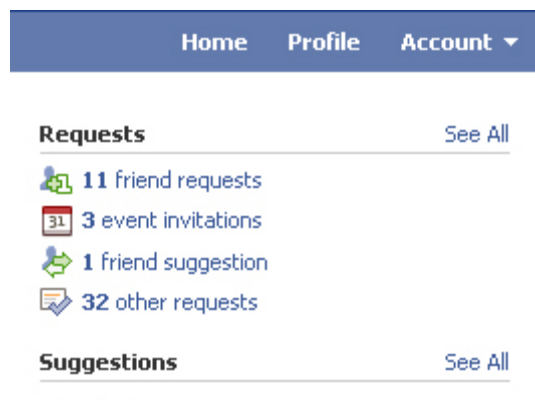 Home Profile Account
Requests See All
11 friend requests
31 3 event invitations
1 friend suggestion
32 other requests
Suggestions See All